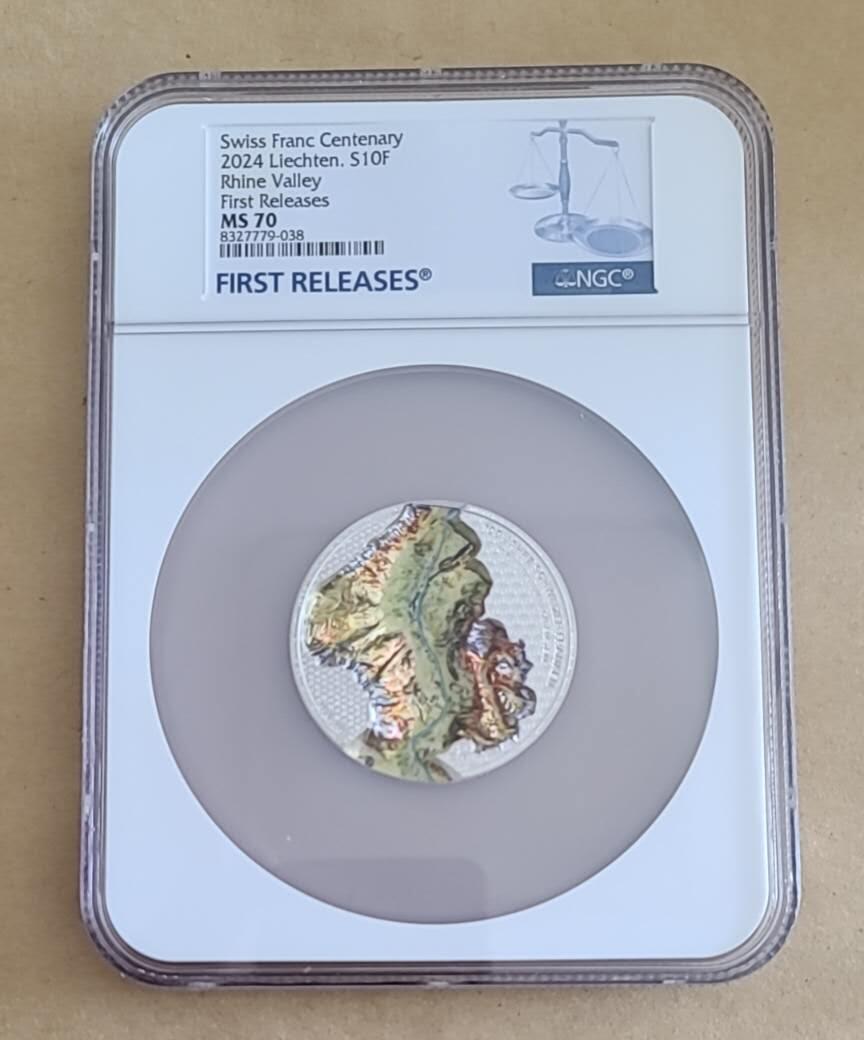 Swiss Franc Centenary
2024 Liechten. S10F
Rhine Valley
First Releases
MS 70
8327779-038
FIRST RELEASES®
NGC®